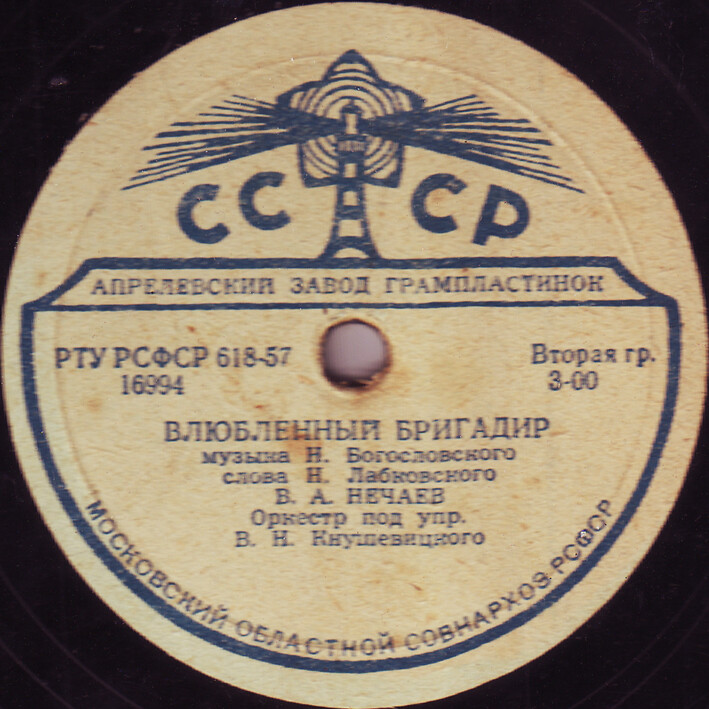 СССР
АПРЕЛЕВСКИЙ ЗАВОД ГРАМПЛАСТИНОК
РТУ РСФСР 618-57
16994
Вторая гр.
3-00
ВЛЮБЛЕННЫЙ БРИГАДИР
музыка Н. Богословского
слова Н. Лабковского
В. А. НЕЧАЕВ
Оркестр под упр.
В. Н. Кнушевицкого
МОСКОВСКИЙ ОБЛАСТНОЙ СОВНАРХОЗ РСФСР